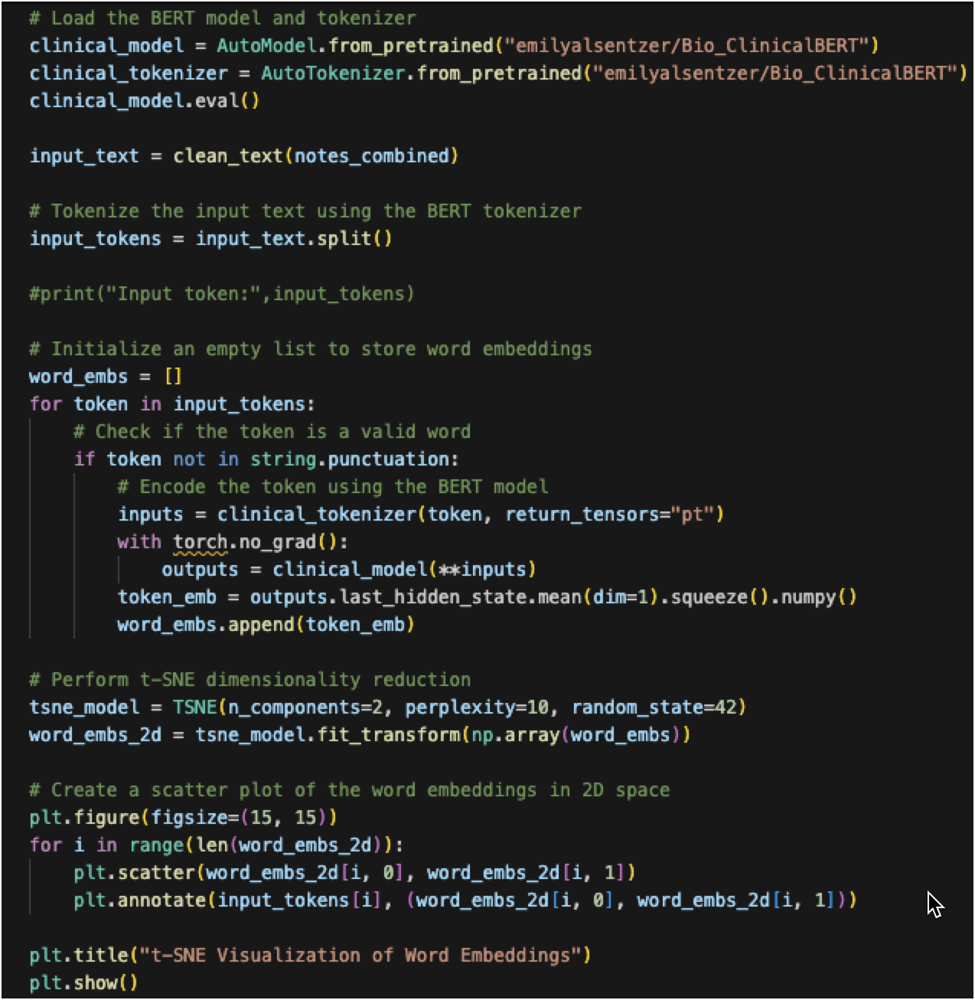 # Load the BERT model and tokenizer
clinical_model = AutoModel.from_pretrained("emilyalsentzer/Bio_ClinicalBERT")
clinical_tokenizer = AutoTokenizer.from_pretrained("emilyalsentzer/Bio_ClinicalBERT")
clinical_model.eval()

input_text = clean_text(notes_combined)

# Tokenize the input text using the BERT tokenizer
input_tokens = input_text.split()

#print("Input token:",input_tokens)

# Initialize an empty list to store word embeddings
word_embs = []
for token in input_tokens:
    # Check if the token is a valid word
    if token not in string.punctuation:
        # Encode the token using the BERT model
        inputs = clinical_tokenizer(token, return_tensors="pt")
        with torch.no_grad():
            outputs = clinical_model(**inputs)
        token_emb = outputs.last_hidden_state.mean(dim=1).squeeze().numpy()
        word_embs.append(token_emb)

# Perform t-SNE dimensionality reduction
tsne_model = TSNE(n_components=2, perplexity=10, random_state=42)
word_embs_2d = tsne_model.fit_transform(np.array(word_embs))

# Create a scatter plot of the word embeddings in 2D space
plt.figure(figsize=(15, 15))
for i in range(len(word_embs_2d)):
    plt.scatter(word_embs_2d[i, 0], word_embs_2d[i, 1])
    plt.annotate(input_tokens[i], (word_embs_2d[i, 0], word_embs_2d[i, 1]))

plt.title("t-SNE Visualization of Word Embeddings")
plt.show()